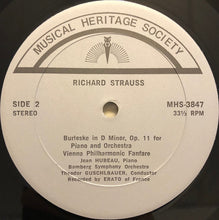 MUSICAL HERITAGE SOCIETY
RICHARD STRAUSS
SIDE 2
STEREO
MHS-3847
33⅓ RPM
Burleske in D Minor, Op. 11 for
Piano and Orchestra
Vienna Philharmonic Fanfare
Jean HUBEAU, Piano
Bamberg Symphony Orchestra
Theodor GUSCHLBAUER, Conductor
Recorded by ERATO of France